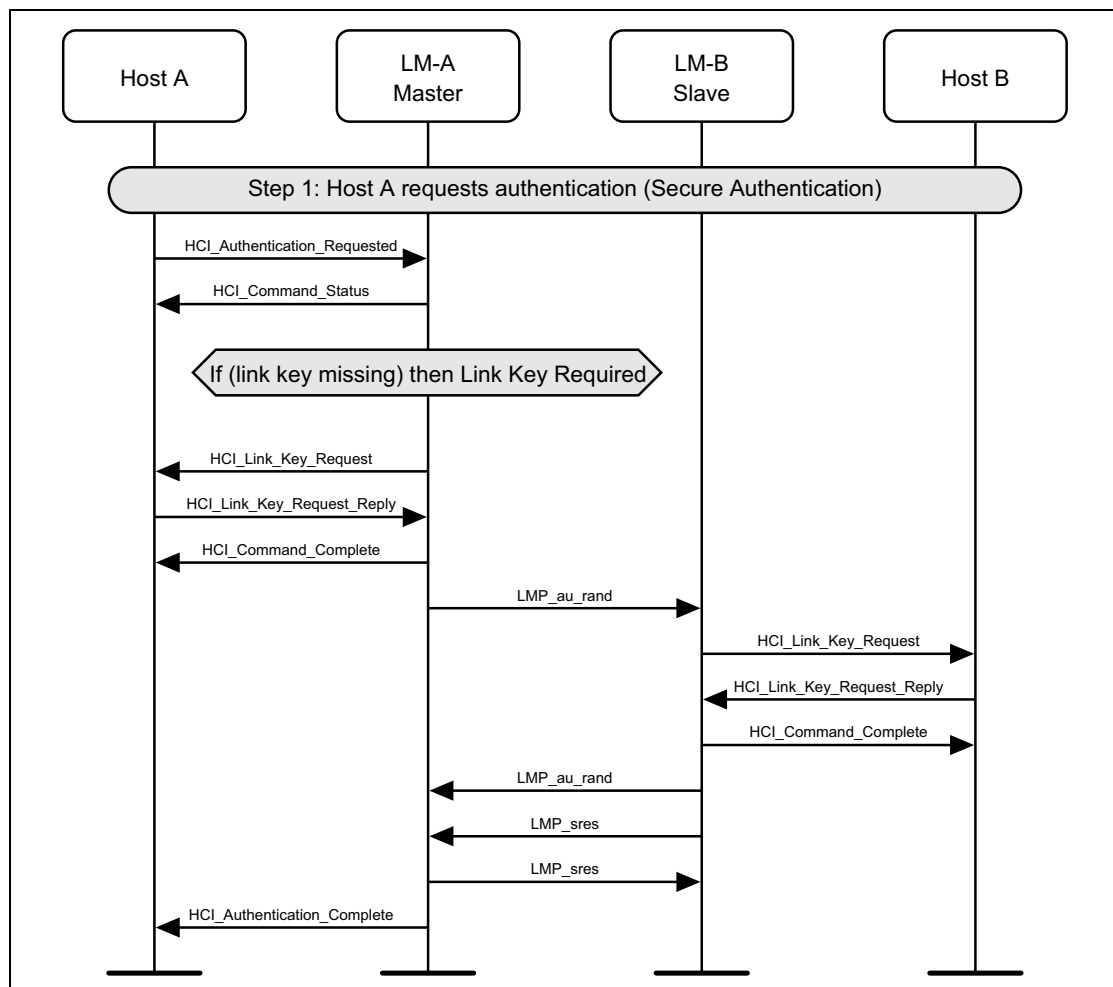 Host A
LM-A
Master
LM-B
Slave
Host B
Step 1: Host A requests authentication (Secure Authentication)
HCI_Authentication_Requested
HCI_Command_Status
If (link key missing) then Link Key Required
HCI_Link_Key_Request
HCI_Link_Key_Request_Reply
HCI_Command_Complete
LMP_au_rand
HCI_Link_Key_Request
HCI_Link_Key_Request_Reply
HCI_Command_Complete
LMP_au_rand
LMP_sres
LMP_sres
HCI_Authentication_Complete